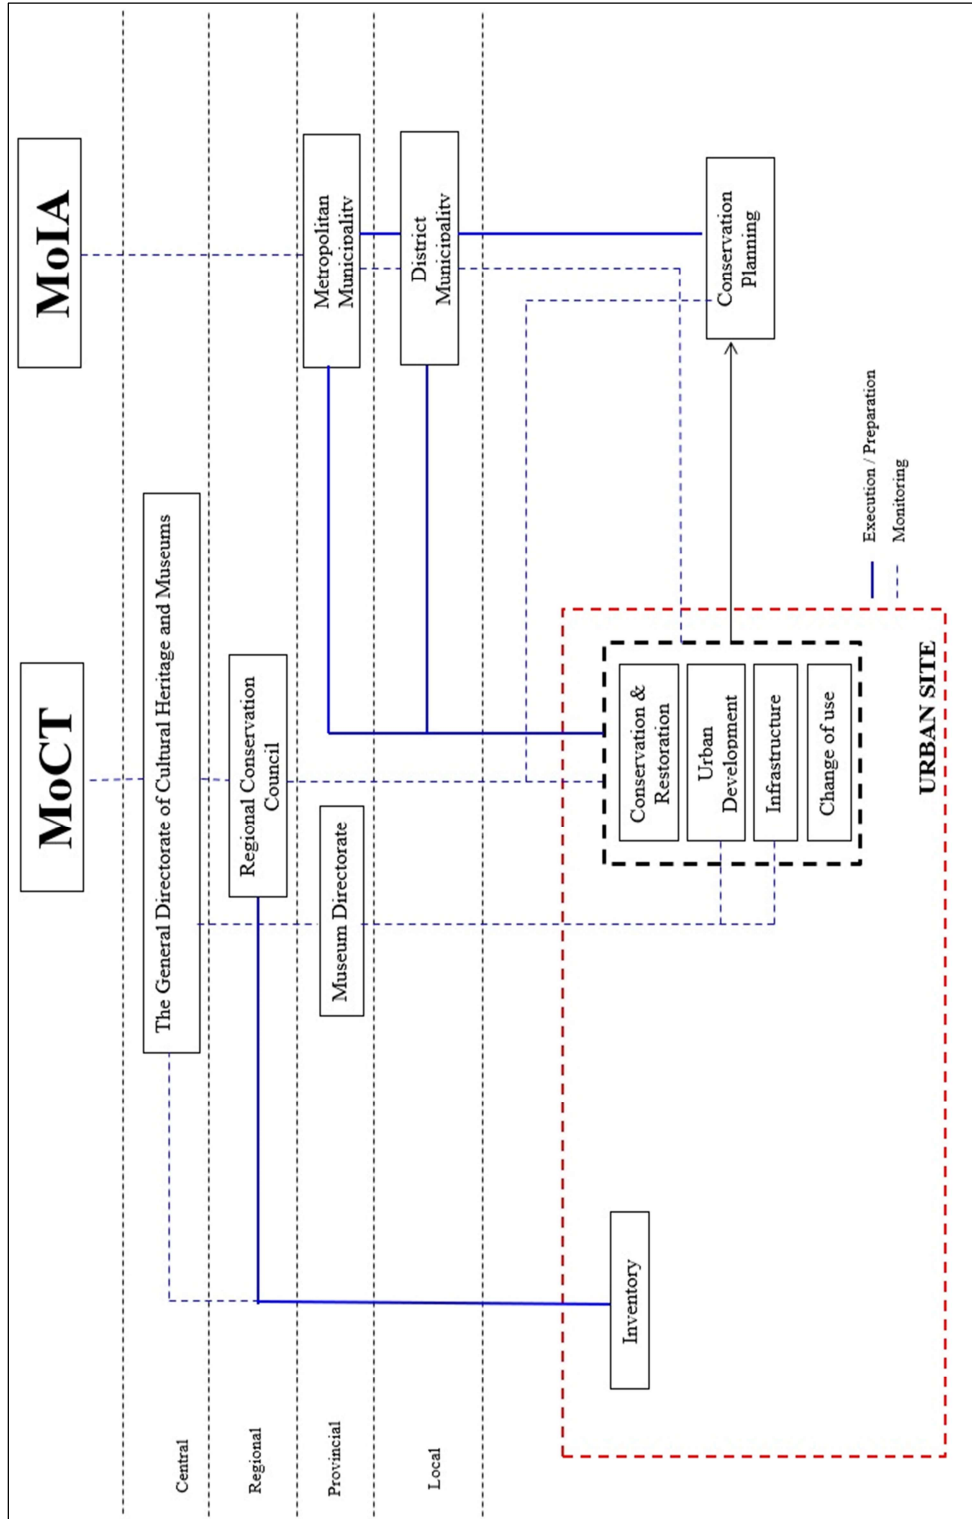 MoCT
MoIA
Central
The General Directorate of Cultural Heritage and Museums
Regional
Regional Conservation
Council
Provincial
Museum Directorate
Metropolitan
Municipality
Local
District
Municipality
Inventory
Conservation &
Restoration
Urban
Development
Infrastructure
Change of use
Conservation
Planning
URBAN SITE
Execution / Preparation
Monitoring